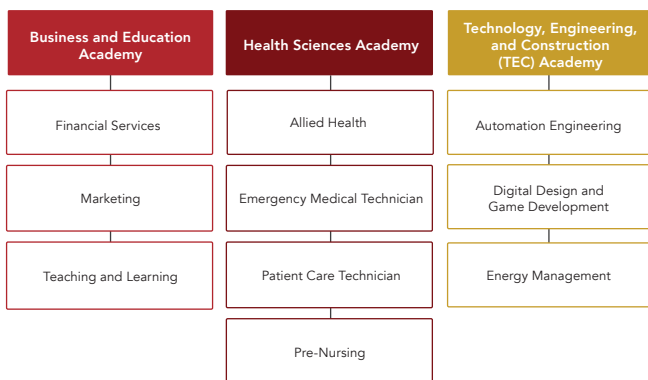 Business and Education
Academy
Financial Services
Marketing
Teaching and Learning
Health Sciences Academy
Allied Health
Emergency Medical Technician
Patient Care Technician
Pre-Nursing
Technology, Engineering,
and Construction
(TEC) Academy
Automation Engineering
Digital Design and
Game Development
Energy Management